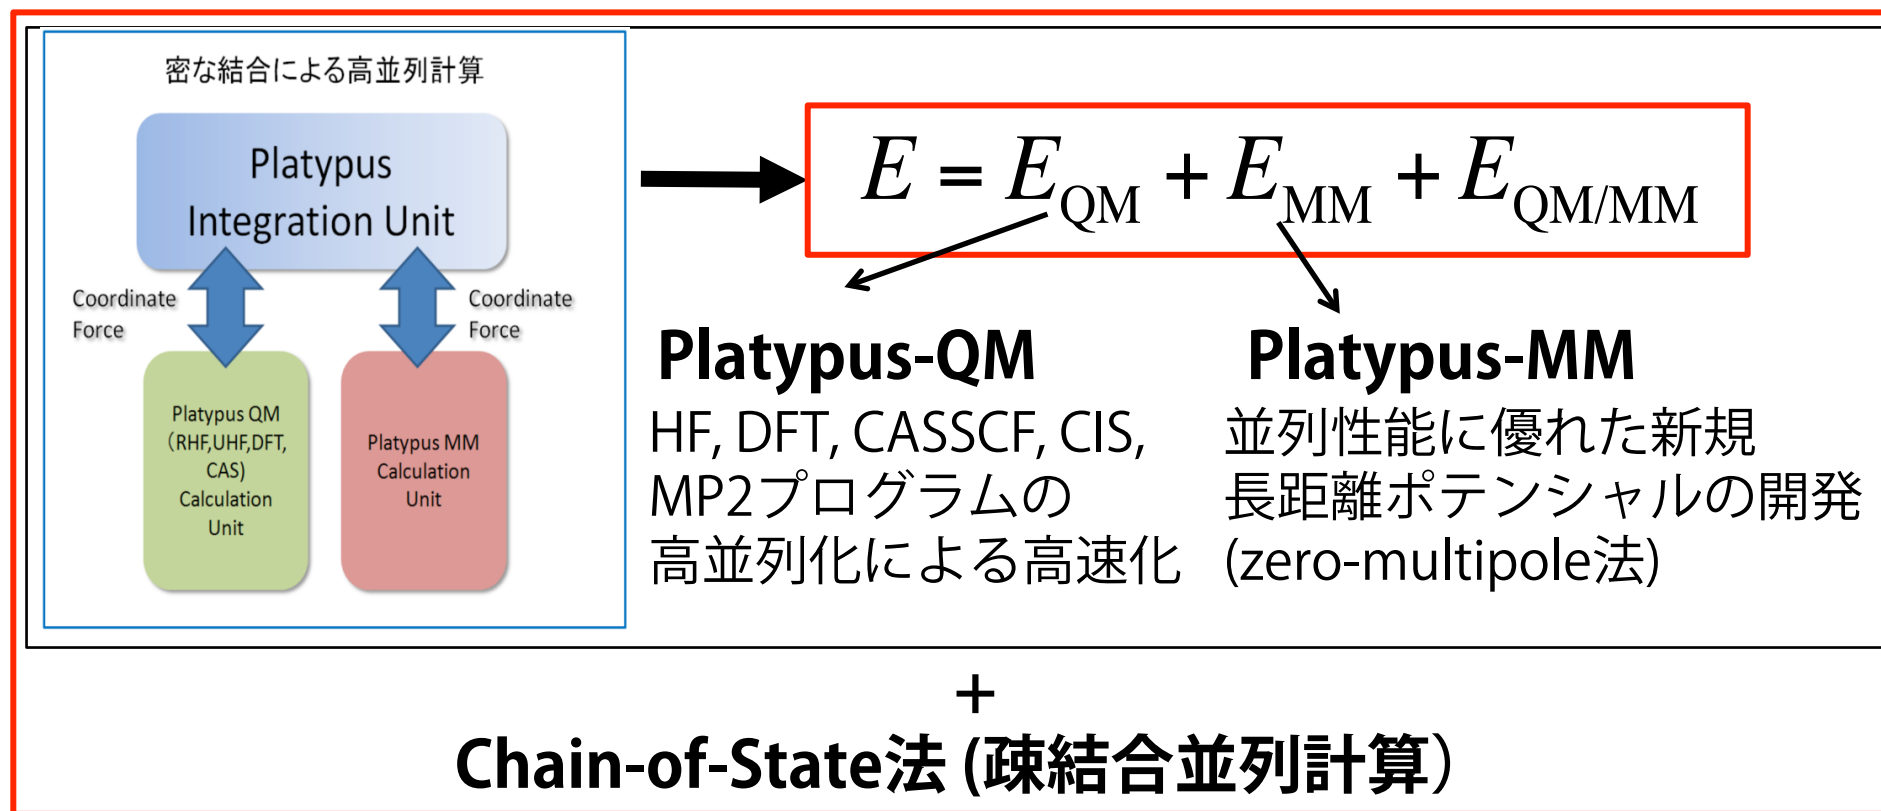 密な結合による高並列計算
Platypus
Integration Unit
Coordinate
Force
Coordinate
Force
Platypus QM
(RHF,UHF,DFT,
CAS)
Calculation
Unit
Platypus MM
Calculation
Unit
E = E_QM + E_MM + E_QM/MM
Platypus-QM
HF, DFT, CASSCF, CIS,
MP2プログラムの
高並列化による高速化
Platypus-MM
並列性能に優れた新規
長距離ポテンシャルの開発
(zero-multipole法)
+
Chain-of-State法 (疎結合並列計算）